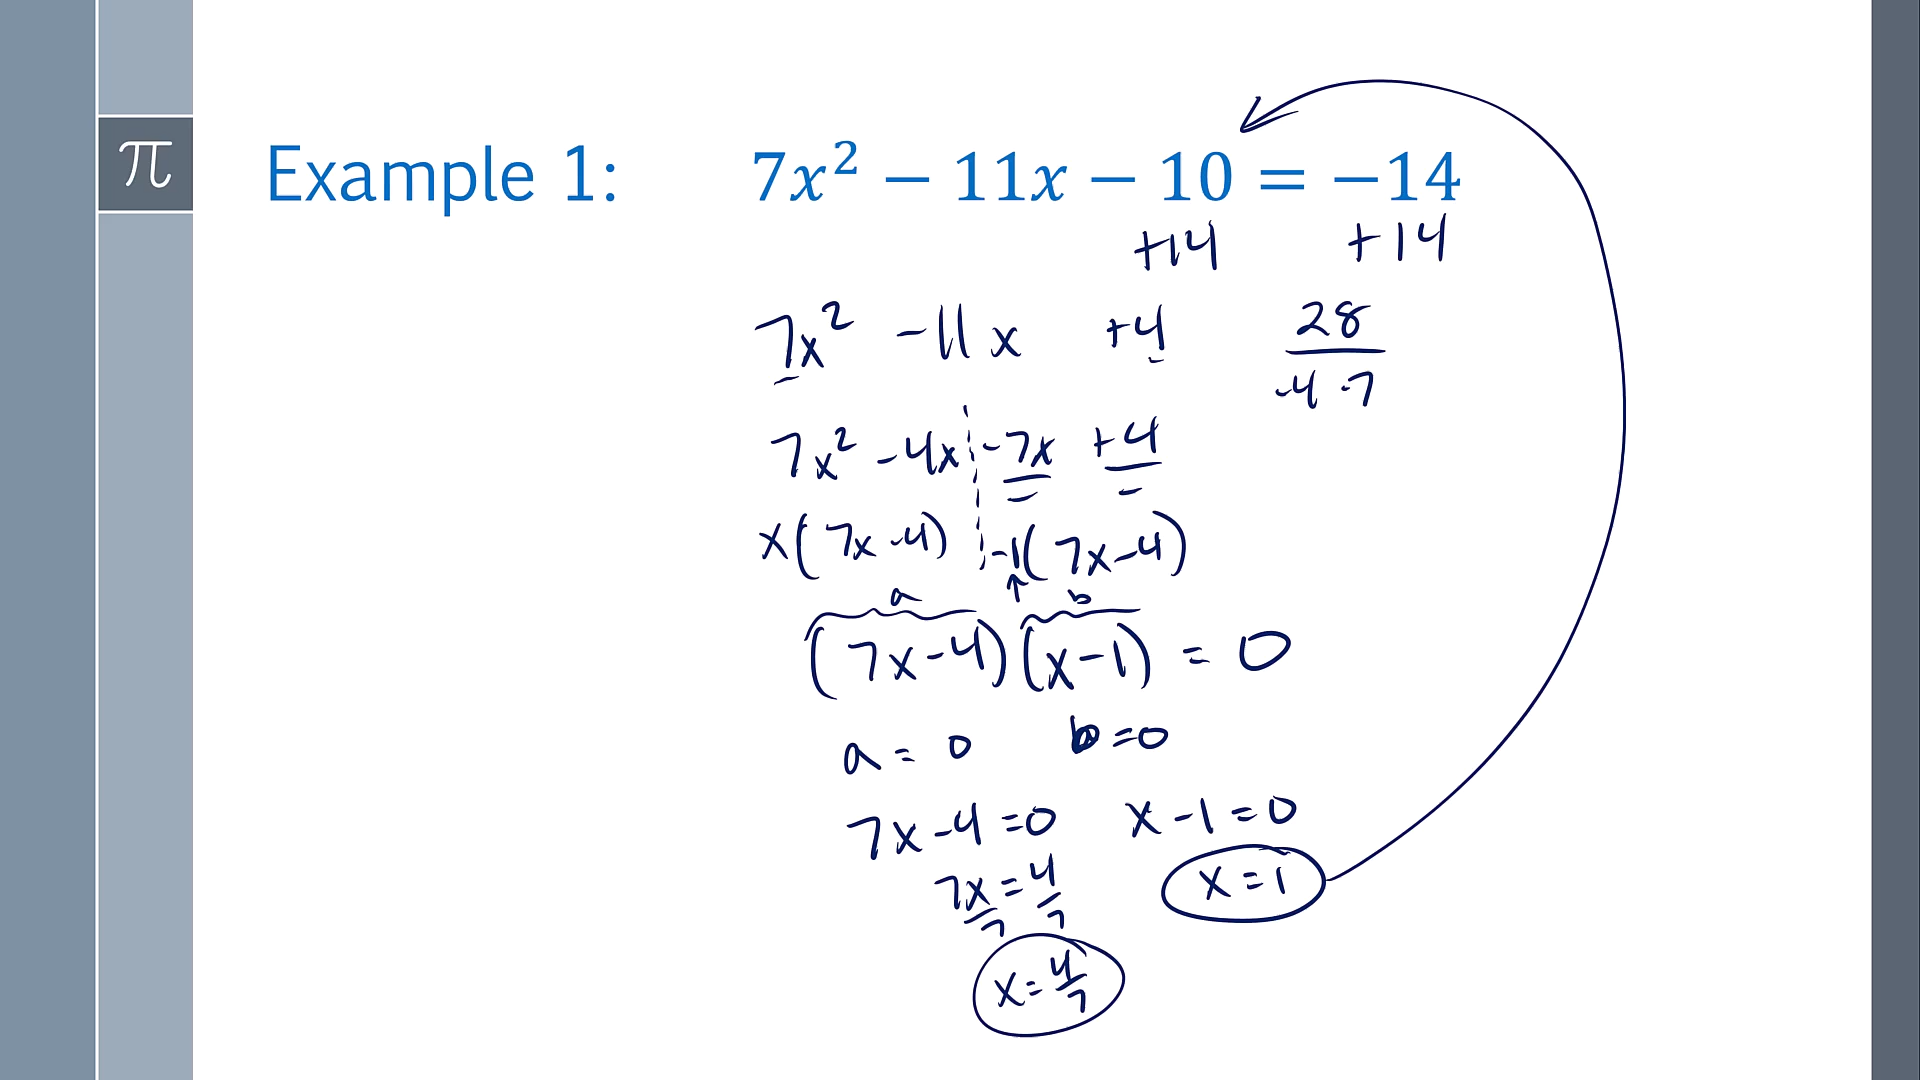 π
Example 1: 7x² − 11x − 10 = −14
+14 +14
7x² -11x +4 28
-4 ·-7
7x² -4x -7x +4
x(7x-4) -1(7x-4)
a b
(7x-4)(x-1) = 0
a = 0 b=0
7x-4=0 x-1=0
7x=4 x=1
7 7
x=4/7